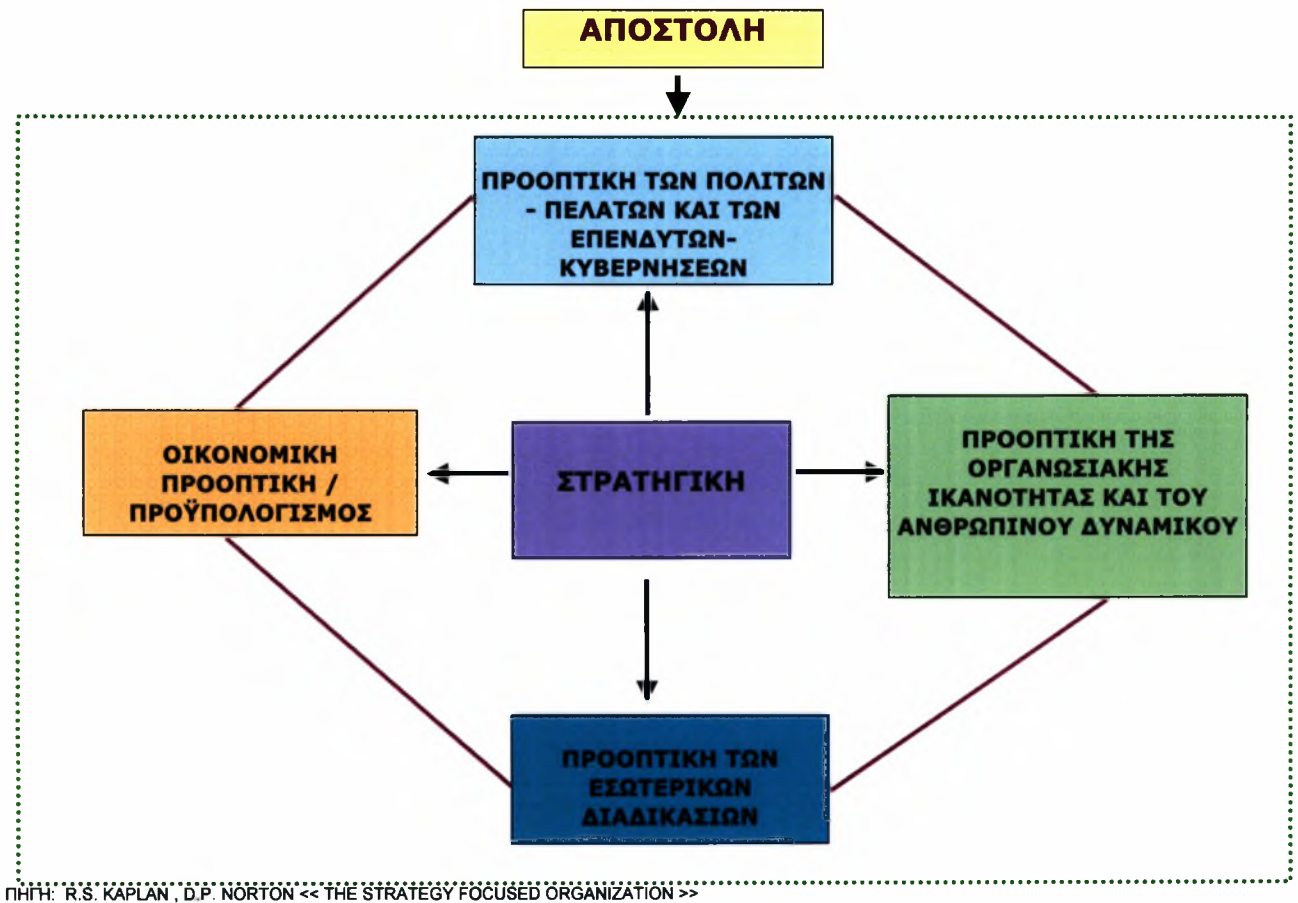 ΑΠΟΣΤΟΛΗ
ΠΡΟΟΠΤΙΚΗ ΤΩΝ ΠΟΛΙΤΩΝ
- ΠΕΛΑΤΩΝ ΚΑΙ ΤΩΝ
ΕΠΕΝΔΥΤΩΝ-
ΚΥΒΕΡΝΗΣΕΩΝ
ΟΙΚΟΝΟΜΙΚΗ
ΠΡΟΟΠΤΙΚΗ /
ΠΡΟΫΠΟΛΟΓΙΣΜΟΣ
ΣΤΡΑΤΗΓΙΚΗ
ΠΡΟΟΠΤΙΚΗ ΤΗΣ
ΟΡΓΑΝΩΣΙΑΚΗΣ
ΙΚΑΝΟΤΗΤΑΣ ΚΑΙ ΤΟΥ
ΑΝΘΡΩΠΙΝΟΥ ΔΥΝΑΜΙΚΟΥ
ΠΡΟΟΠΤΙΚΗ ΤΩΝ
ΕΣΩΤΕΡΙΚΩΝ
ΔΙΑΔΙΚΑΣΙΩΝ
ΠΗΓΗ: R.S. KAPLAN , D.P. NORTON << THE STRATEGY FOCUSED ORGANIZATION >>